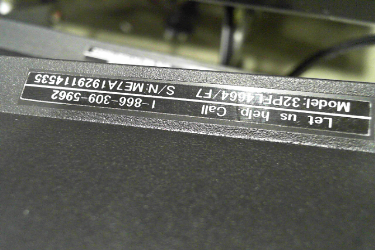 Let us help Call
1-866-309-5962
Model:32PFL4664/F7
S/N:ME7A1929114535